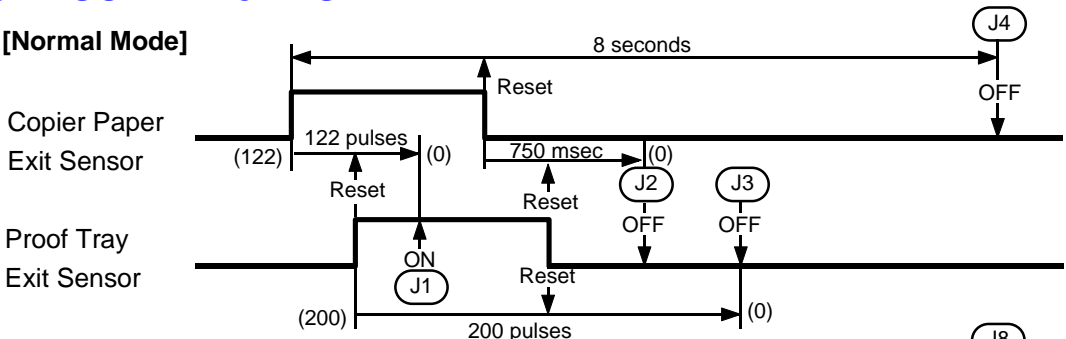 [Normal Mode]
J4
8 seconds
Reset
OFF
Copier Paper
Exit Sensor
122 pulses
(122)
(0)
750 msec
(0)
Reset
Reset
J2
J3
OFF
OFF
Proof Tray
Exit Sensor
ON
J1
Reset
(200)
200 pulses
(0)
J8